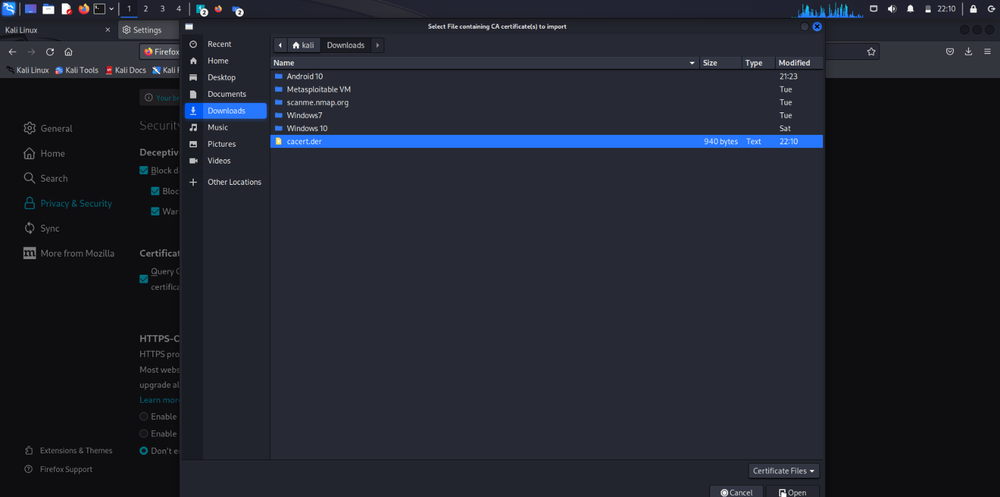 1 2 3 4 2 2 22:10
Kali Linux
Settings
Select File containing CA certificate(s) to import
Firefox
Kali Linux Kali Tools Kali Docs Kali
Recent
Home
Desktop
Documents
Downloads
Music
Pictures
Videos
Other Locations
kali Downloads
Name Size Type Modified
Android 10 21:23
Metasploitable VM Tue
scanme.nmap.org Tue
Windows7 Tue
Windows 10 Sat
cacert.der 940 bytes Text 22:10
Certificate Files
Cancel Open
General
Home
Search
Privacy & Security
Sync
More from Mozilla
Extensions & Themes
Firefox Support
Your br
Security
Deceptiv
Block da
Bloc
War
Certificat
Query O
certifica
HTTPS-O
HTTPS pro
Most webs
upgrade al
Learn more
Enable
Enable
Don't e